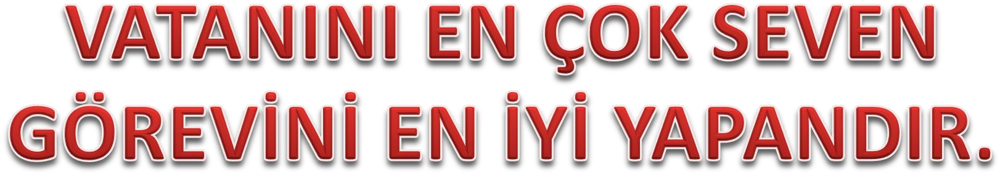 VATANINI EN ÇOK SEVEN
GÖREVİNİ EN İYİ YAPANDIR.